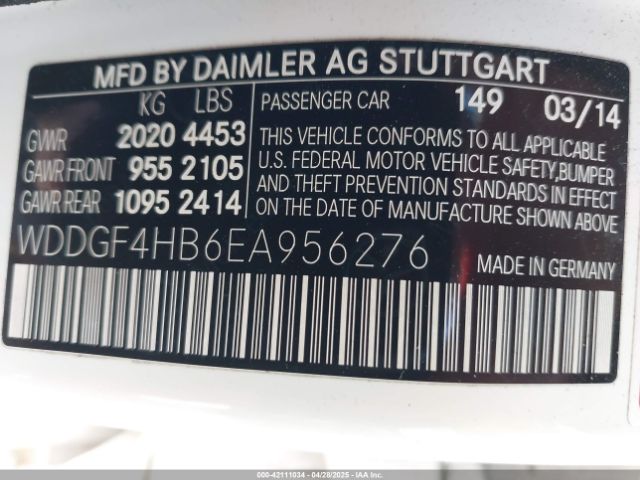 MFD BY DAIMLER AG STUTTGART
KG LBS
GVWR 2020 4453
GAWR FRONT 955 2105
GAWR REAR 1095 2414
PASSENGER CAR 149 03/14
THIS VEHICLE CONFORMS TO ALL APPLICABLE
U.S. FEDERAL MOTOR VEHICLE SAFETY, BUMPER
AND THEFT PREVENTION STANDARDS IN EFFECT
ON THE DATE OF MANUFACTURE SHOWN ABOVE
WDDGF4HB6EA956276 MADE IN GERMANY
000-42111034 04/28/2025 IAAI.COM